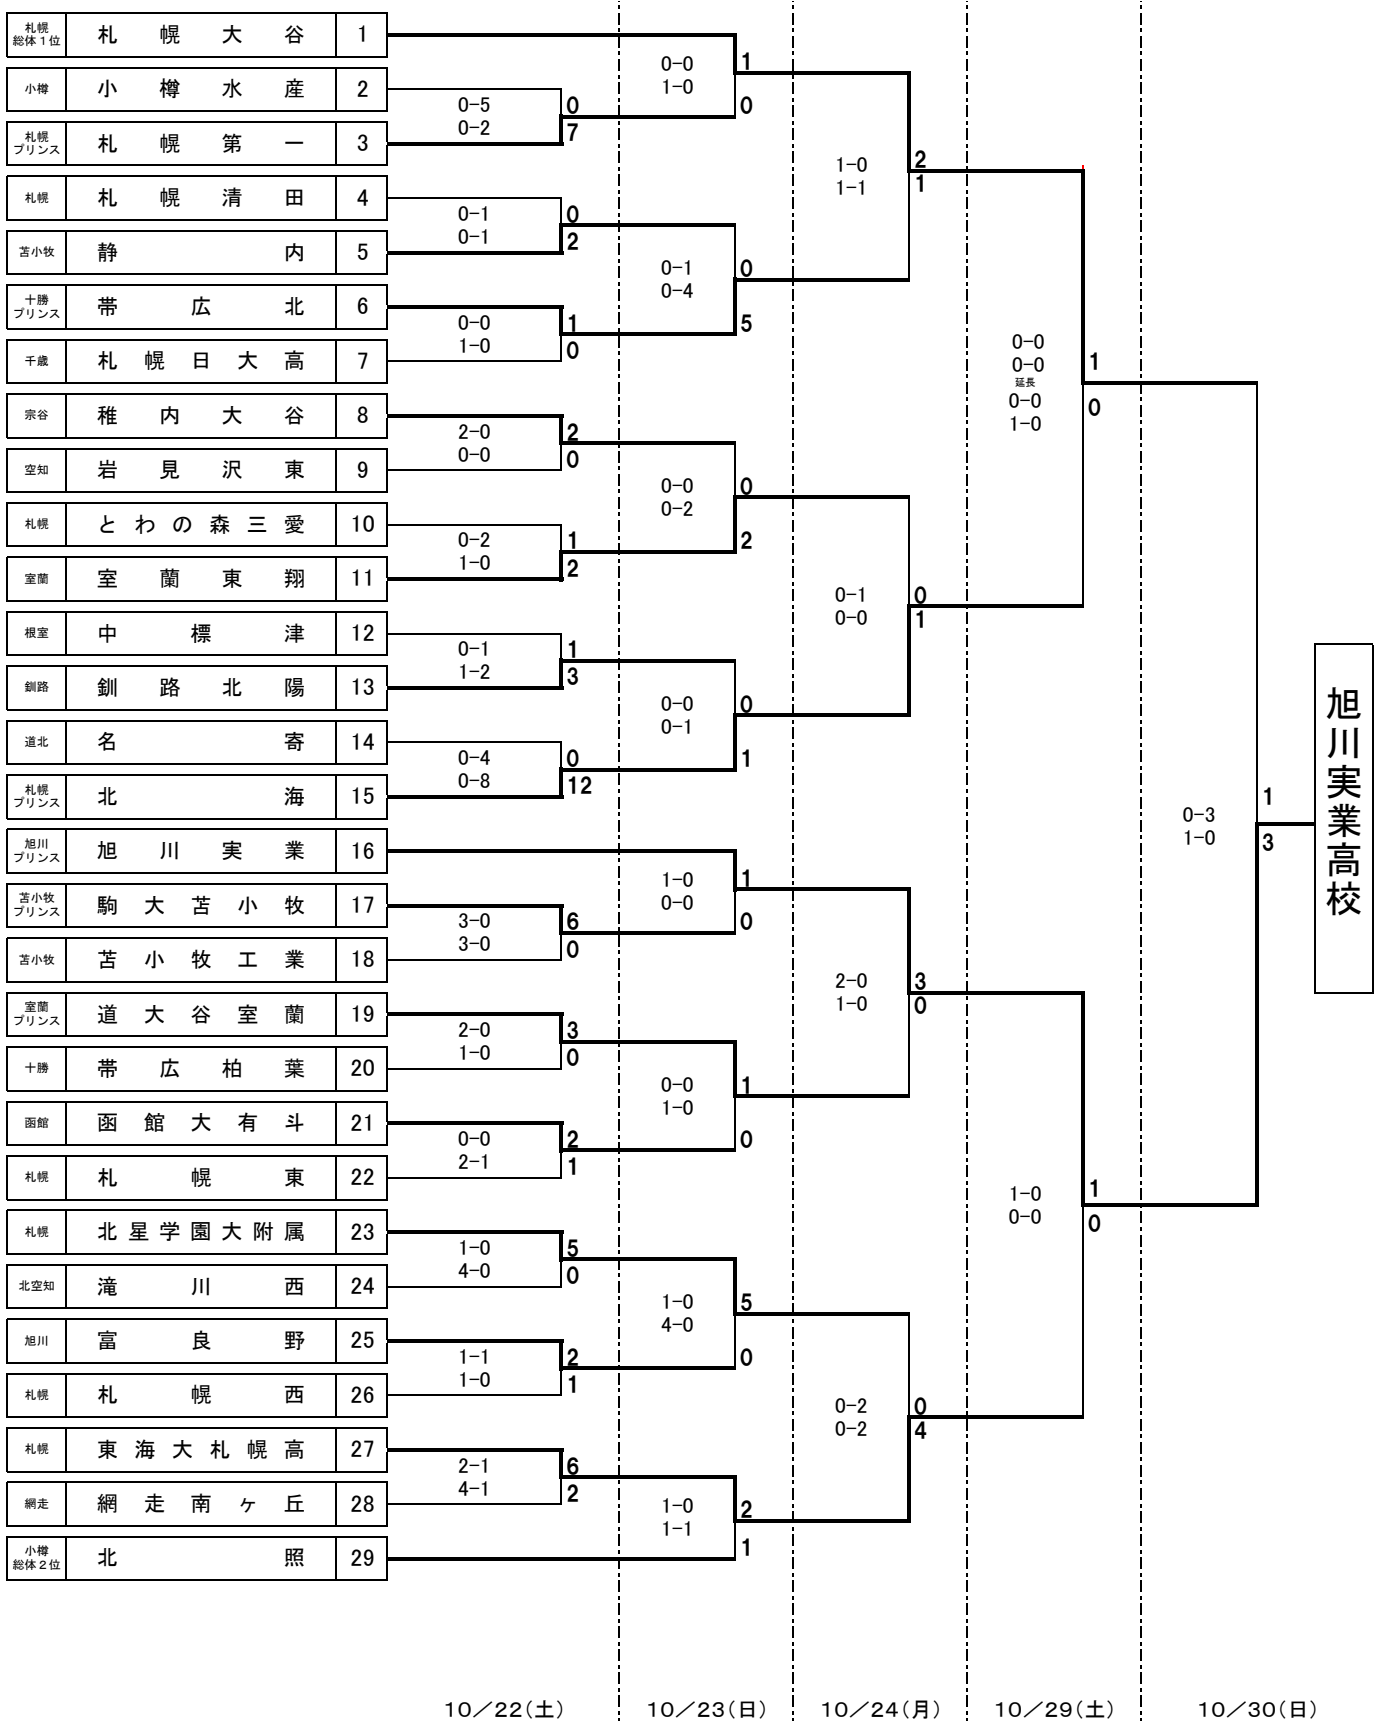 札幌
総体１位 札幌大谷 1
小樽 小樽水産 2
札幌
プリンス 札幌第一 3
札幌 札幌清田 4
苫小牧 静内 5
十勝
プリンス 帯広北 6
千歳 札幌日大高 7
宗谷 稚内大谷 8
空知 岩見沢東 9
札幌 とわの森三愛 10
室蘭 室蘭東翔 11
根室 中標津 12
釧路 釧路北陽 13
道北 名寄 14
札幌
プリンス 北海 15
旭川
プリンス 旭川実業 16
苫小牧
プリンス 駒大苫小牧 17
苫小牧 苫小牧工業 18
室蘭
プリンス 道大谷室蘭 19
十勝 帯広柏葉 20
函館 函館大有斗 21
札幌 札幌東 22
札幌 北星学園大附属 23
北空知 滝川西 24
旭川 富良野 25
札幌 札幌西 26
札幌 東海大札幌高 27
網走 網走南ヶ丘 28
小樽
総体２位 北照 29
0-5 0
0-2 7
0-1 0
0-1 2
0-0 1
1-0 0
2-0 2
0-0 0
0-2 1
1-0 2
0-1 1
1-2 3
0-4 0
0-8 12
3-0 6
3-0 0
2-0 3
1-0 0
0-0 2
2-1 1
1-0 5
4-0 0
1-1 2
1-0 1
2-1 6
4-1 2
0-0 1
1-0 0
0-1 0
0-4 5
0-0 0
0-2 2
0-0 0
0-1 1
1-0 1
0-0 0
0-0 1
1-0 0
1-0 5
4-0 0
1-0 2
1-1 1
1-0 2
1-1 1
0-1 0
0-0 1
2-0 3
1-0 0
0-2 0
0-2 4
0-0
0-0 1
延長
0-0 0
1-0
1-0 1
0-0 0
0-3 1
1-0 3
旭川実業高校
10／22(土) 10／23(日) 10／24(月) 10／29(土) 10／30(日)